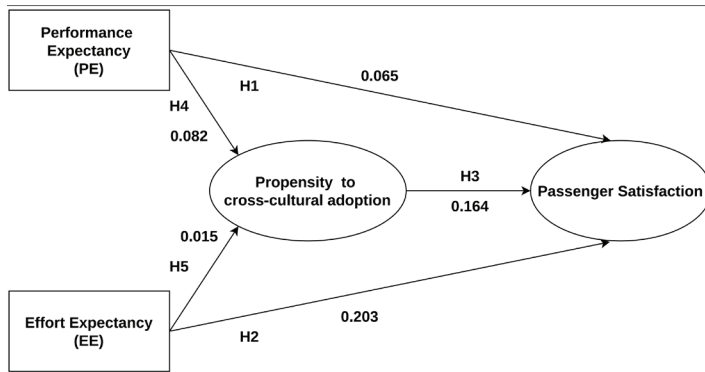 Performance
Expectancy
(PE)
0.065
H1
H4
0.082
Propensity to
cross-cultural adoption
H3
0.164
Passenger Satisfaction
0.015
H5
Effort Expectancy
(EE)
0.203
H2